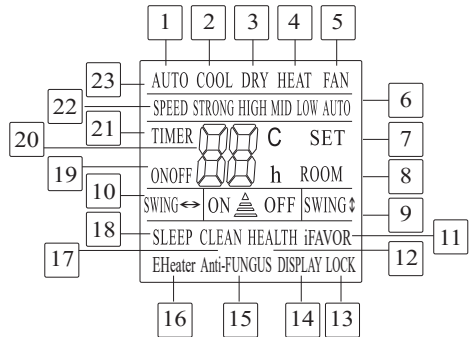 1 2 3 4 5
23 AUTO COOL DRY HEAT FAN
22 SPEED STRONG HIGH MID LOW AUTO 6
21 TIMER 88 C SET 7
20
19 ONOFF h ROOM 8
10 SWING↔ ON OFF SWING↕ 9
18 SLEEP CLEAN HEALTH iFAVOR 11
17 EHeater Anti-FUNGUS DISPLAY LOCK 12
16 15 14 13